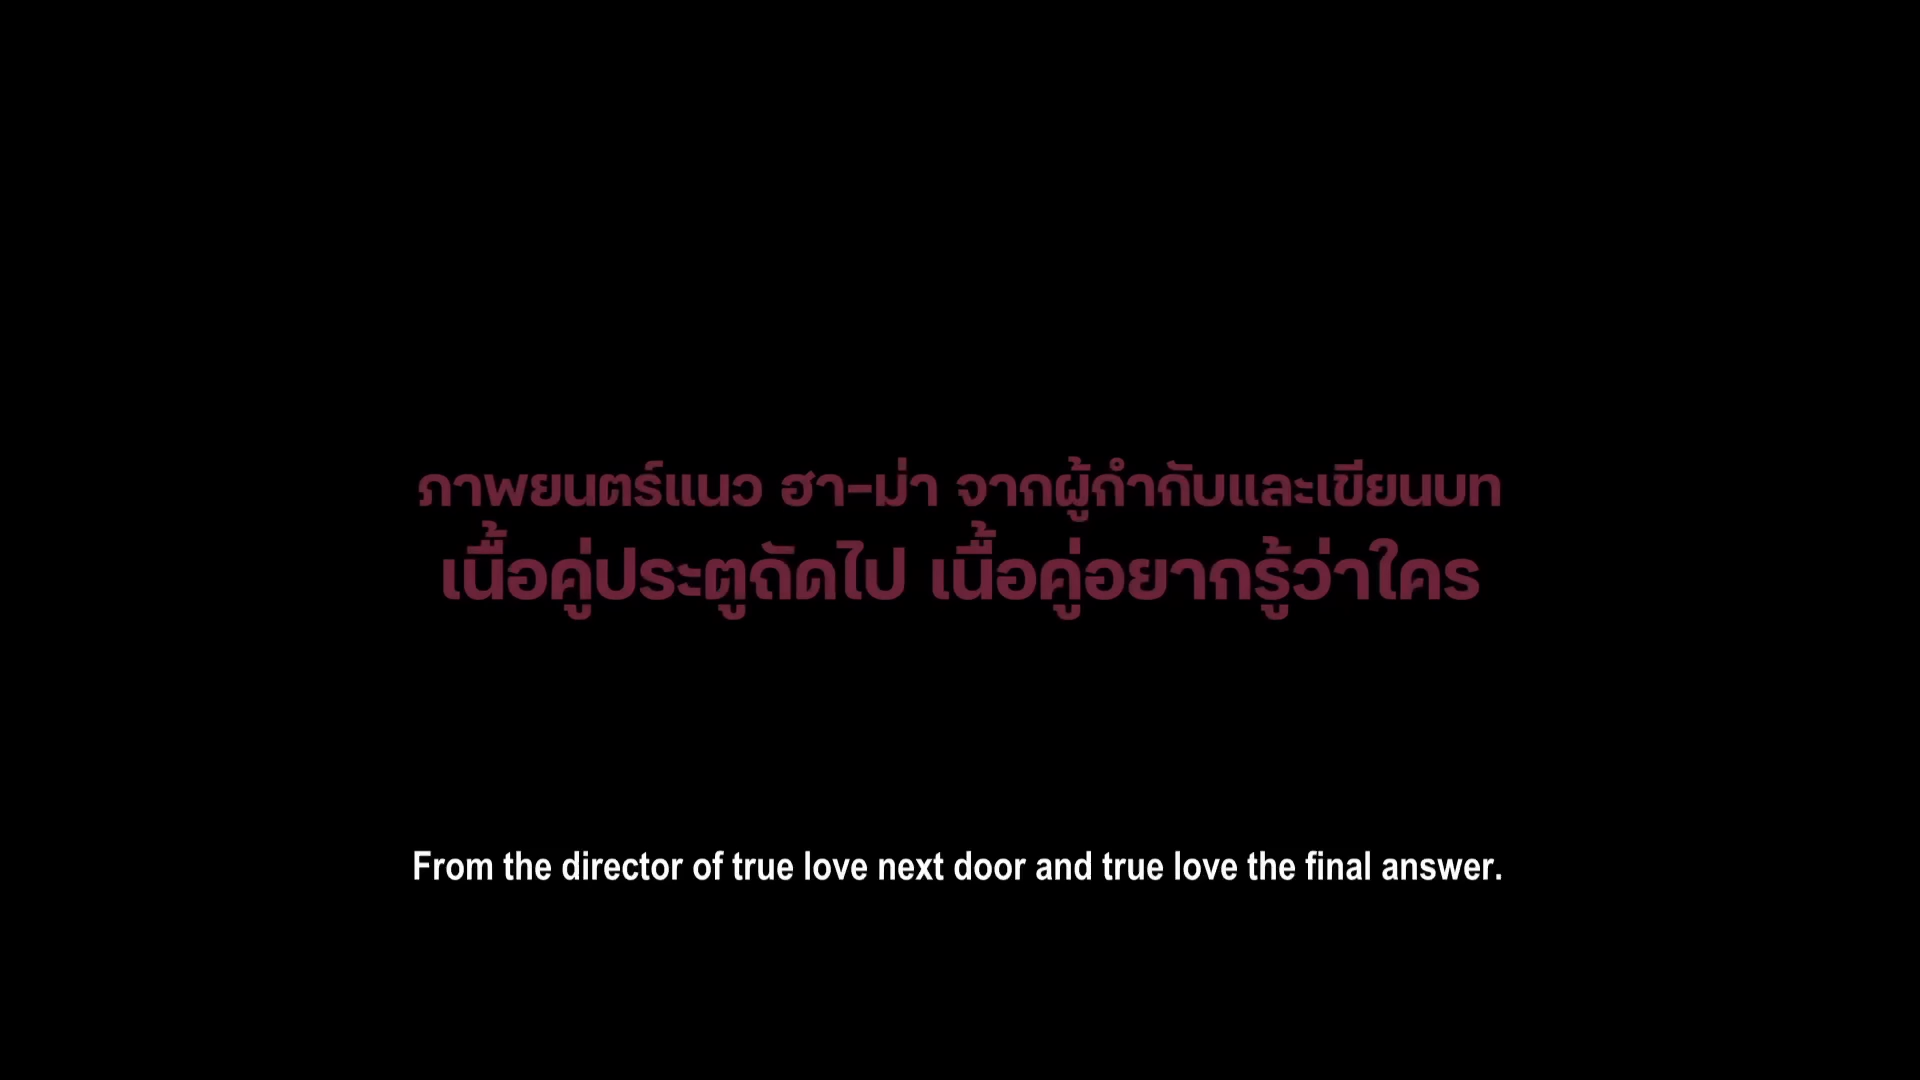 ภาพยนตร์แนว ฮา-ม่า จากผู้กำกับและเขียนบท
เนื้อคู่ประตูถัดไป เนื้อคู่อยากรู้ว่าใคร
From the director of true love next door and true love the final answer.